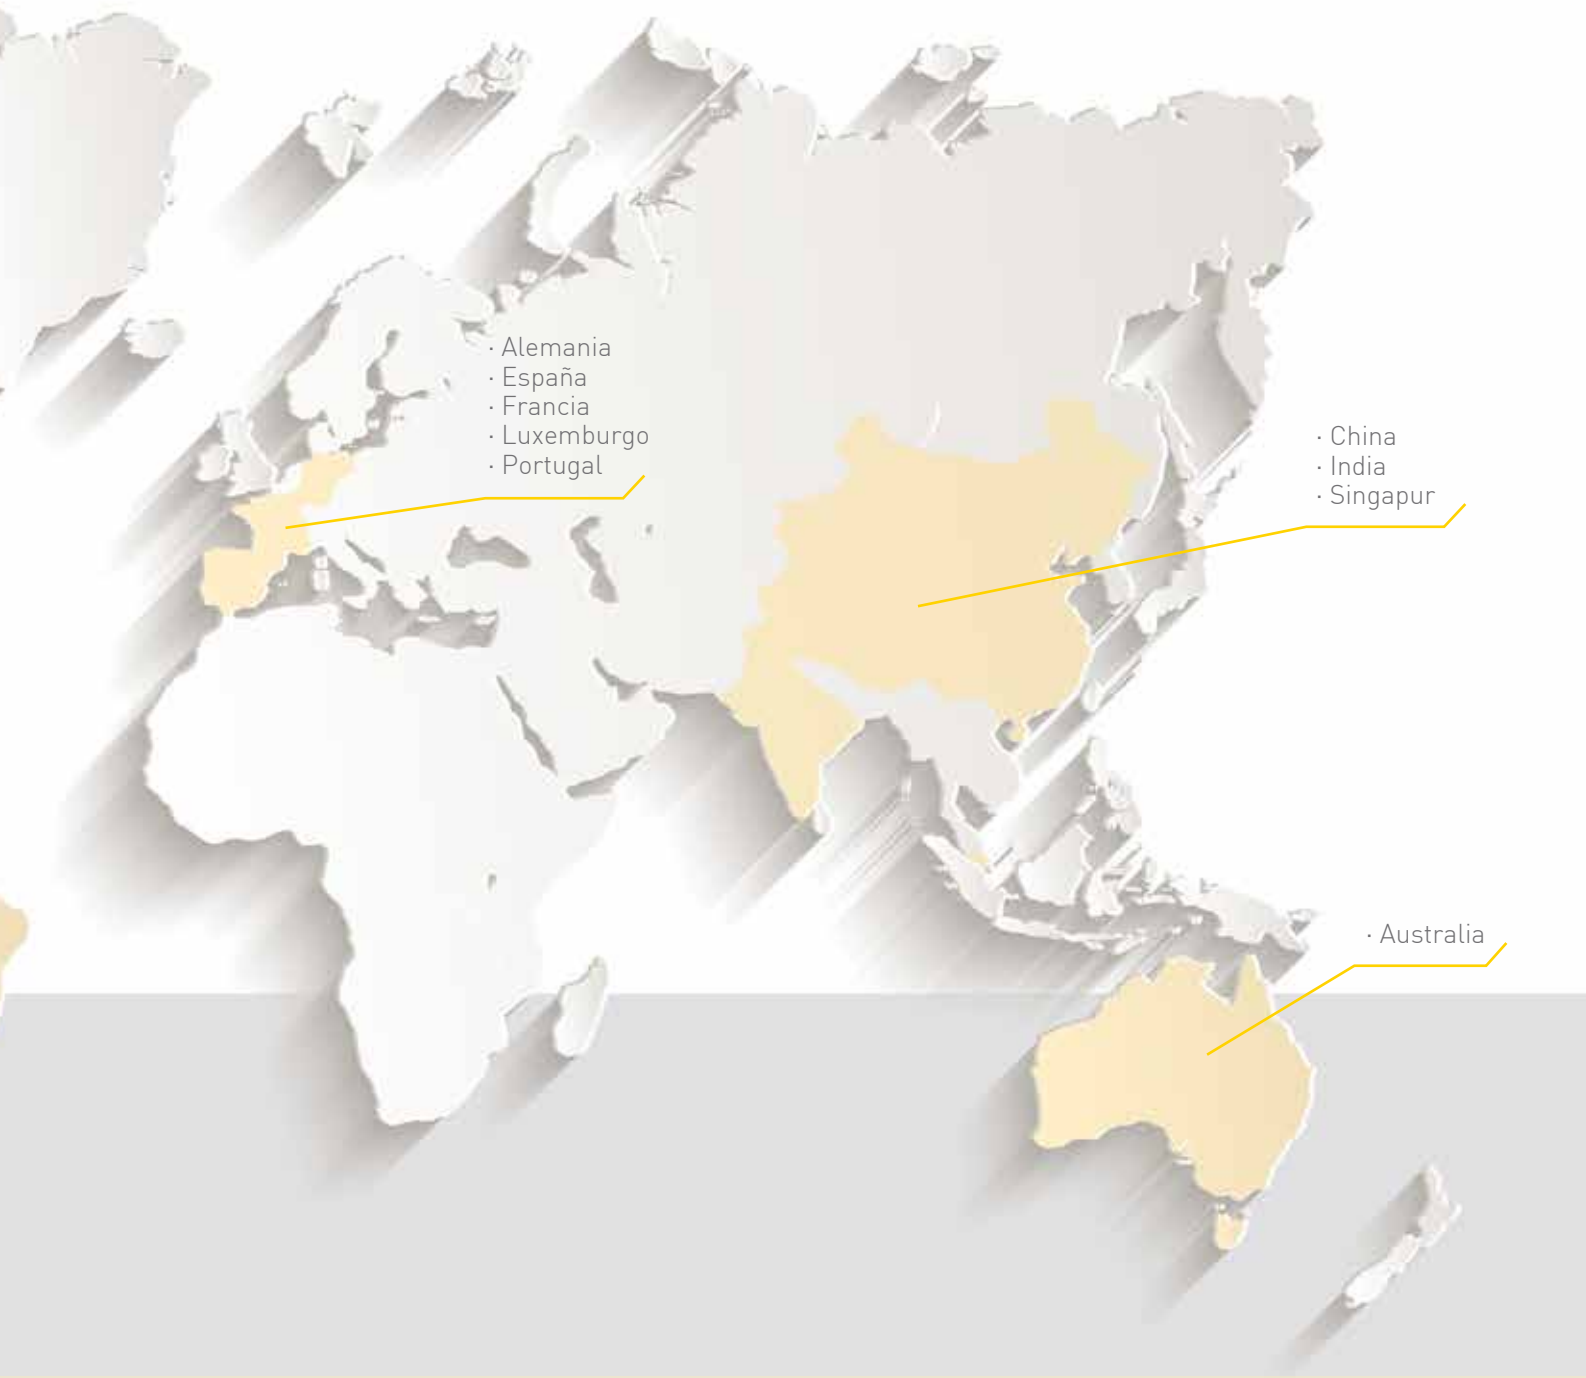 · Alemania
· España
· Francia
· Luxemburgo
· Portugal
· China
· India
· Singapur
· Australia